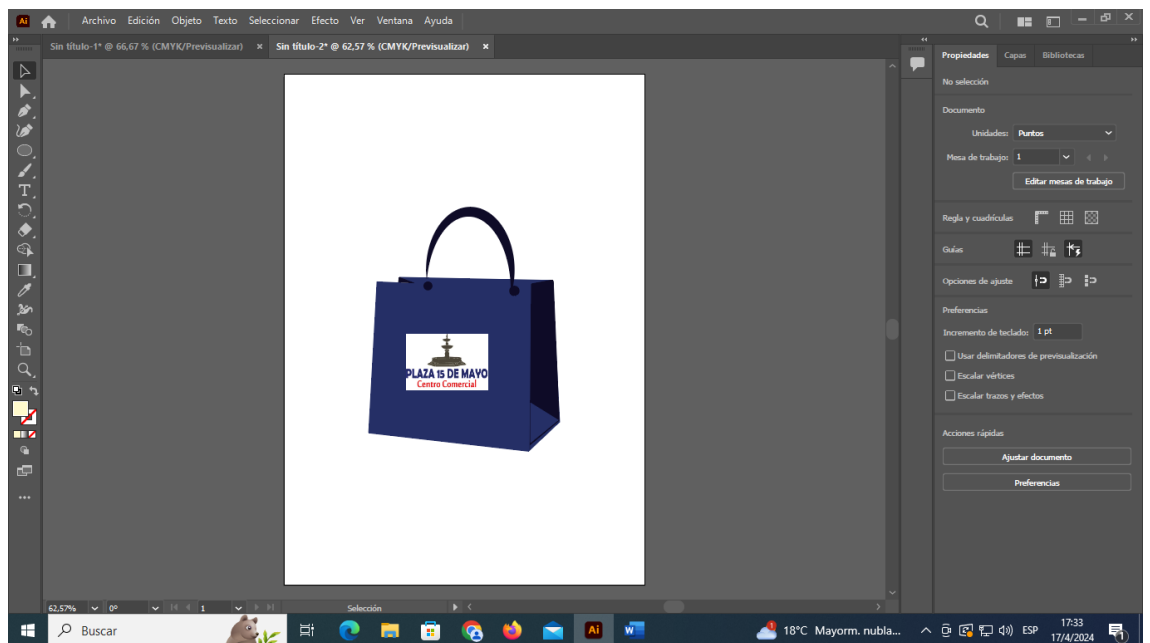 Ai Archivo Edición Objeto Texto Seleccionar Efecto Ver Ventana Ayuda
Sin título-1* @ 66,67 % (CMYK/Previsualizar) × Sin título-2* @ 62,57 % (CMYK/Previsualizar) ×
Propiedades Capas Bibliotecas
No selección
Documento
Unidades: Puntos
Mesa de trabajo: 1
Editar mesas de trabajo
Regla y cuadrículas
Guías
Opciones de ajuste
Preferencias
Incremento de teclado: 1 pt
Usar delimitadores de previsualización
Escalar vértices
Escalar trazos y efectos
Acciones rápidas
Ajustar documento
Preferencias
PLAZA 15 DE MAYO
Centro Comercial
62,57% 0° 1 Selección
Buscar
Ai
W
1
18°C Mayorm. nubla...
ESP
17:33
17/4/2024
1